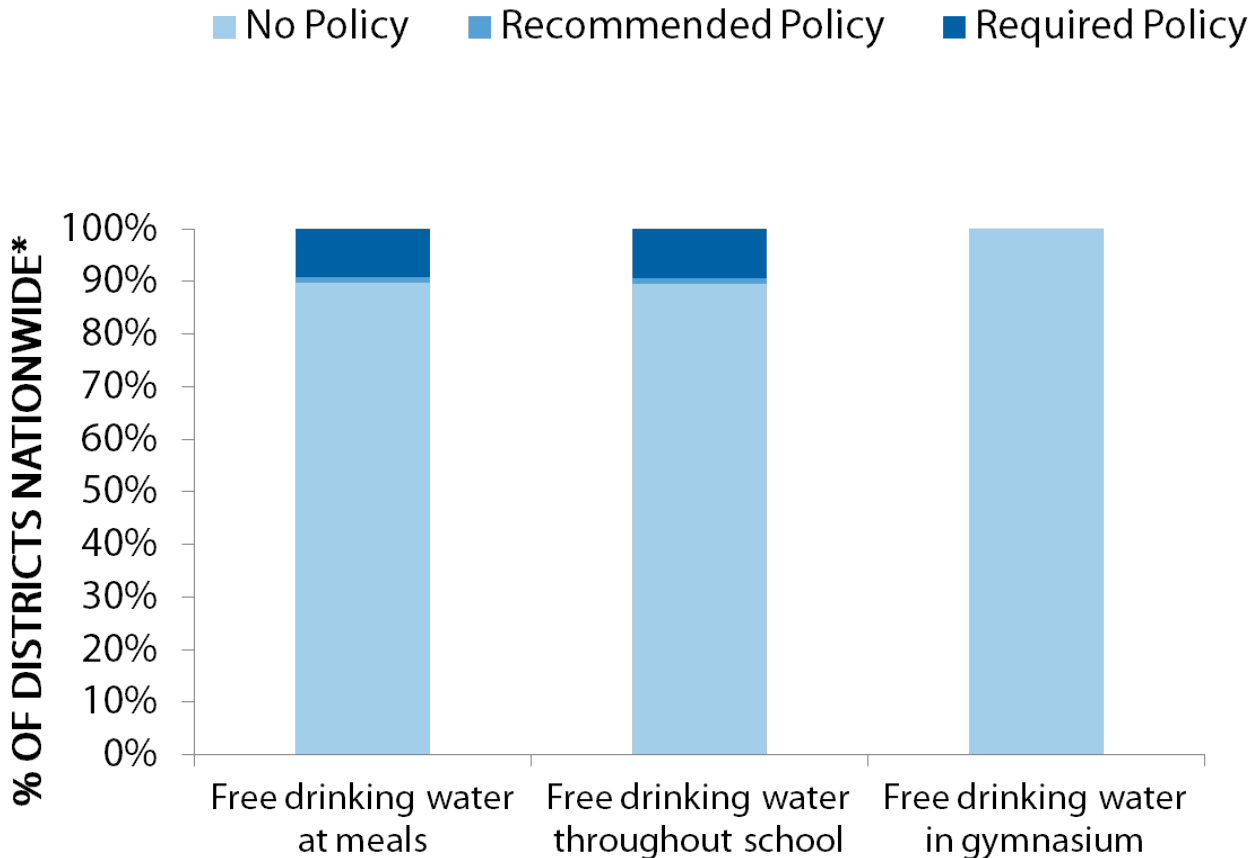 No Policy Recommended Policy Required Policy
% OF DISTRICTS NATIONWIDE*
100%
90%
80%
70%
60%
50%
40%
30%
20%
10%
0%
Free drinking water at meals
Free drinking water throughout school
Free drinking water in gymnasium